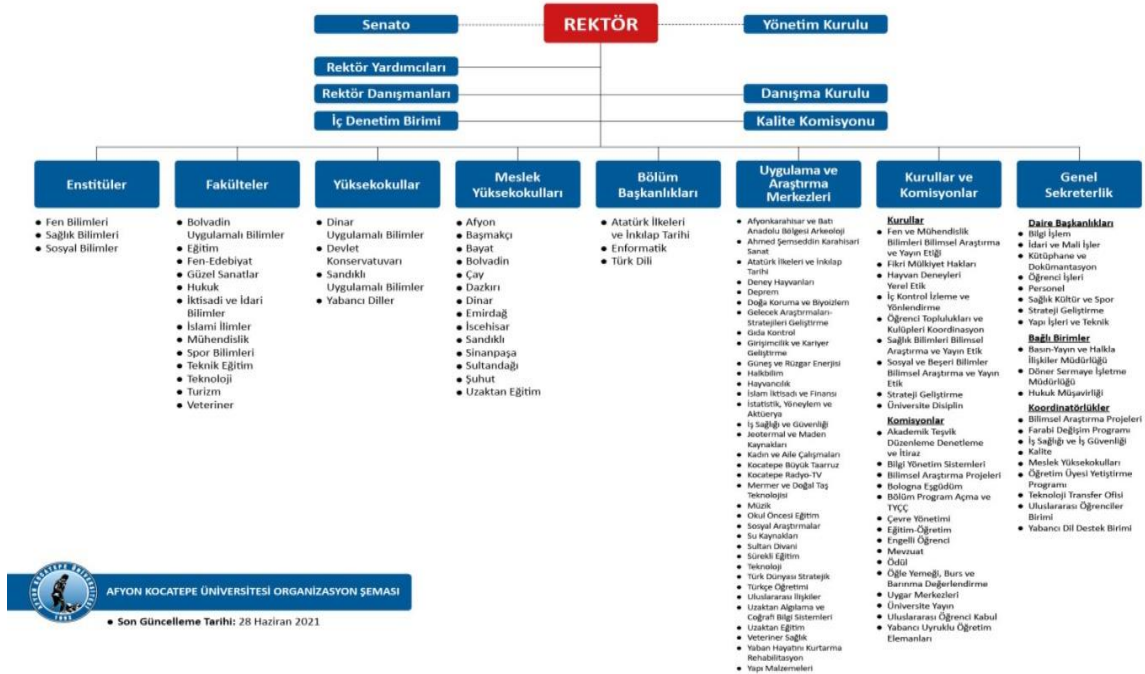 REKTÖR
Senato
Yönetim Kurulu
Rektör Yardımcıları
Rektör Danışmanları
Danışma Kurulu
İç Denetim Birimi
Kalite Komisyonu
Enstitüler
• Fen Bilimleri
• Sağlık Bilimleri
• Sosyal Bilimler
Fakülteler
• Bolvadin
Uygulamalı Bilimler
• Eğitim
• Fen-Edebiyat
• Güzel Sanatlar
• Hukuk
• İktisadi ve İdari
Bilimler
• İslami İlimler
• Mühendislik
• Spor Bilimleri
• Teknik Eğitim
• Teknoloji
• Turizm
• Veteriner
Yüksekokullar
• Dinar
Uygulamalı Bilimler
• Devlet
Konservatuvarı
• Sandıklı
Uygulamalı Bilimler
• Yabancı Diller
Meslek
Yüksekokulları
• Afyon
• Başmakçı
• Bayat
• Bolvadin
• Çay
• Dazkırı
• Dinar
• Emirdağ
• İscehisar
• Sandıklı
• Sinanpaşa
• Sultandağı
• Şuhut
• Uzaktan Eğitim
Bölüm
Başkanlıkları
• Atatürk İlkeleri
ve İnkılap Tarihi
• Enformatik
• Türk Dili
Uygulama ve
Araştırma
Merkezleri
• Afyonkarahisar ve Batı
Anadolu Bölgesi Arkeoloji
• Ahmed Şemseddin Karahisari
Sanat
• Atatürk İlkeleri ve İnkılap
Tarihi
• Deney Hayvanları
• Deprem
• Doğa Koruma ve Biyoizlem
• Gelecek Araştırmaları-
Stratejileri Geliştirme
• Gıda Kontrol
• Girişimcilik ve Kariyer
Geliştirme
• Güneş ve Rüzgar Enerjisi
• Halkbilim
• Hayvancılık
• İslam İktisadı ve Finansı
• İstatistik, Yöneylem ve
Aktüerya
• İş Sağlığı ve Güvenliği
• Jeotermal ve Maden
Kaynakları
• Kadın ve Aile Çalışmaları
• Kocatepe Büyük Taarruz
• Kocatepe Radyo-TV
• Mermer ve Doğal Taş
Teknolojisi
• Müzik
• Okul Öncesi Eğitim
• Sosyal Araştırmalar
• Su Kaynakları
• Sultan Divani
• Sürekli Eğitim
• Teknoloji
• Türk Dünyası Stratejik
• Türkçe Öğretimi
• Uluslararası İlişkiler
• Uzaktan Algılama ve
Coğrafi Bilgi Sistemleri
• Uzaktan Eğitim
• Veteriner Sağlık
• Yaban Hayatını Kurtarma
Rehabilitasyon
• Yapı Malzemeleri
Kurullar ve
Komisyonlar
Kurullar
• Fen ve Mühendislik
Bilimleri Bilimsel Araştırma
ve Yayın Etiği
• Fikri Mülkiyet Hakları
• Hayvan Deneyleri
Yerel Etik
• İç Kontrol İzleme ve
Yönlendirme
• Öğrenci Toplulukları ve
Kulüpleri Koordinasyon
• Sağlık Bilimleri Bilimsel
Araştırma ve Yayın Etik
• Sosyal ve Beşeri Bilimler
Bilimsel Araştırma ve Yayın
Etik
• Strateji Geliştirme
• Üniversite Disiplin
Komisyonlar
• Akademik Teşvik
Düzenleme Denetleme
ve İtiraz
• Bilgi Yönetim Sistemleri
• Bilimsel Araştırma Projeleri
• Bologna Eşgüdüm
• Bölüm Program Açma ve
TYÇÇ
• Çevre Yönetimi
• Eğitim-Öğretim
• Engelli Öğrenci
• Mevzuat
• Ödül
• Öğle Yemeği, Burs ve
Barınma Değerlendirme
• Uygar Merkezleri
• Üniversite Yayın
• Uluslararası Öğrenci Kabul
• Yabancı Uyruklu Öğretim
Elemanları
Genel
Sekreterlik
Daire Başkanlıkları
• Bilgi İşlem
• İdari ve Mali İşler
• Kütüphane ve
Dokümantasyon
• Öğrenci İşleri
• Personel
• Sağlık Kültür ve Spor
• Strateji Geliştirme
• Yapı İşleri ve Teknik
Bağlı Birimler
• Basın-Yayın ve Halkla
İlişkiler Müdürlüğü
• Döner Sermaye İşletme
Müdürlüğü
• Hukuk Müşavirliği
Koordinatörlükler
• Bilimsel Araştırma Projeleri
• Farabi Değişim Programı
• İş Sağlığı ve İş Güvenliği
• Kalite
• Meslek Yüksekokulları
• Öğretim Üyesi Yetiştirme
Programı
• Teknoloji Transfer Ofisi
• Uluslararası Öğrenciler
Birimi
• Yabancı Dil Destek Birimi
AFYON KOCATEPE ÜNİVERSİTESİ
1992
AFYON KOCATEPE ÜNİVERSİTESİ ORGANİZASYON ŞEMASI
• Son Güncelleme Tarihi: 28 Haziran 2021